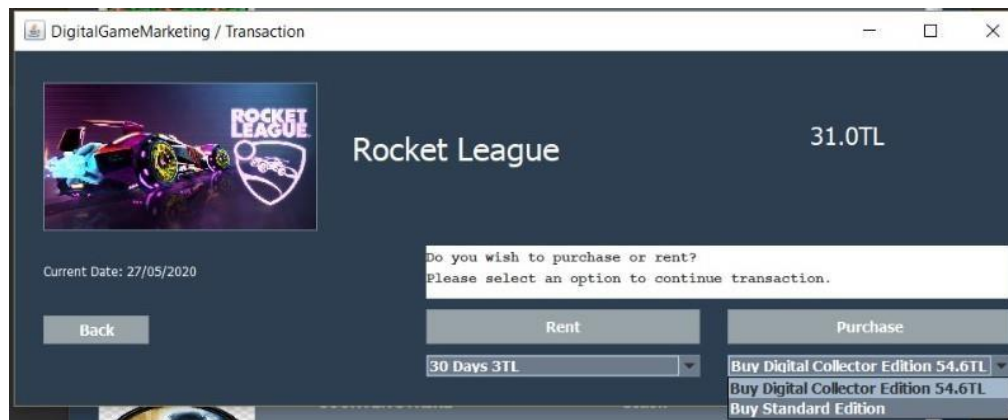 DigitalGameMarketing / Transaction
ROCKET
LEAGUE
Rocket League
31.0TL
Current Date: 27/05/2020
Do you wish to purchase or rent?
Please select an option to continue transaction.
Back
Rent
Purchase
30 Days 3TL
Buy Digital Collector Edition 54.6TL
Buy Digital Collector Edition 54.6TL
Buy Standard Edition